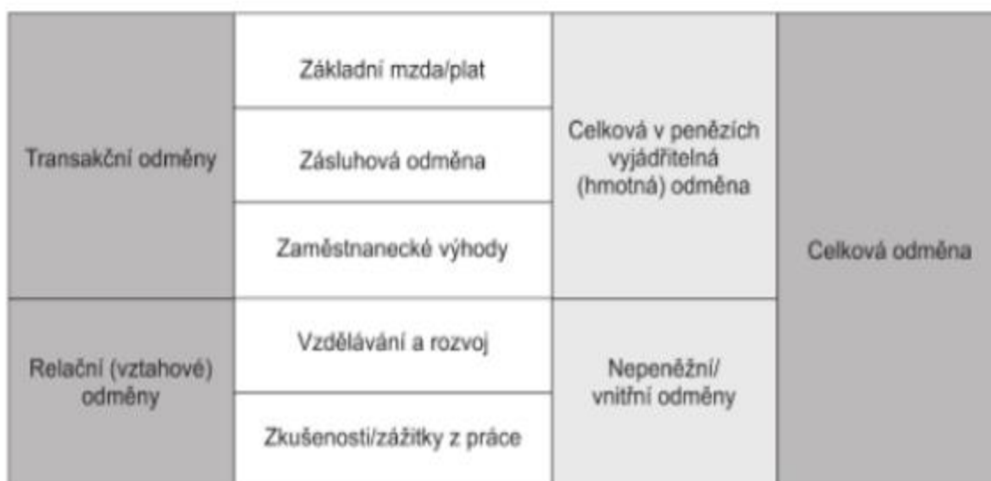 Základní mzda/plat
Transakční odměny
Zásluhová odměna
Celková v penězích
vyjádřitelná
(hmotná) odměna
Zaměstnanecké výhody
Celková odměna
Relační (vztahové)
odměny
Vzdělávání a rozvoj
Nepeněžní/
vnitřní odměny
Zkušenosti/zážitky z práce